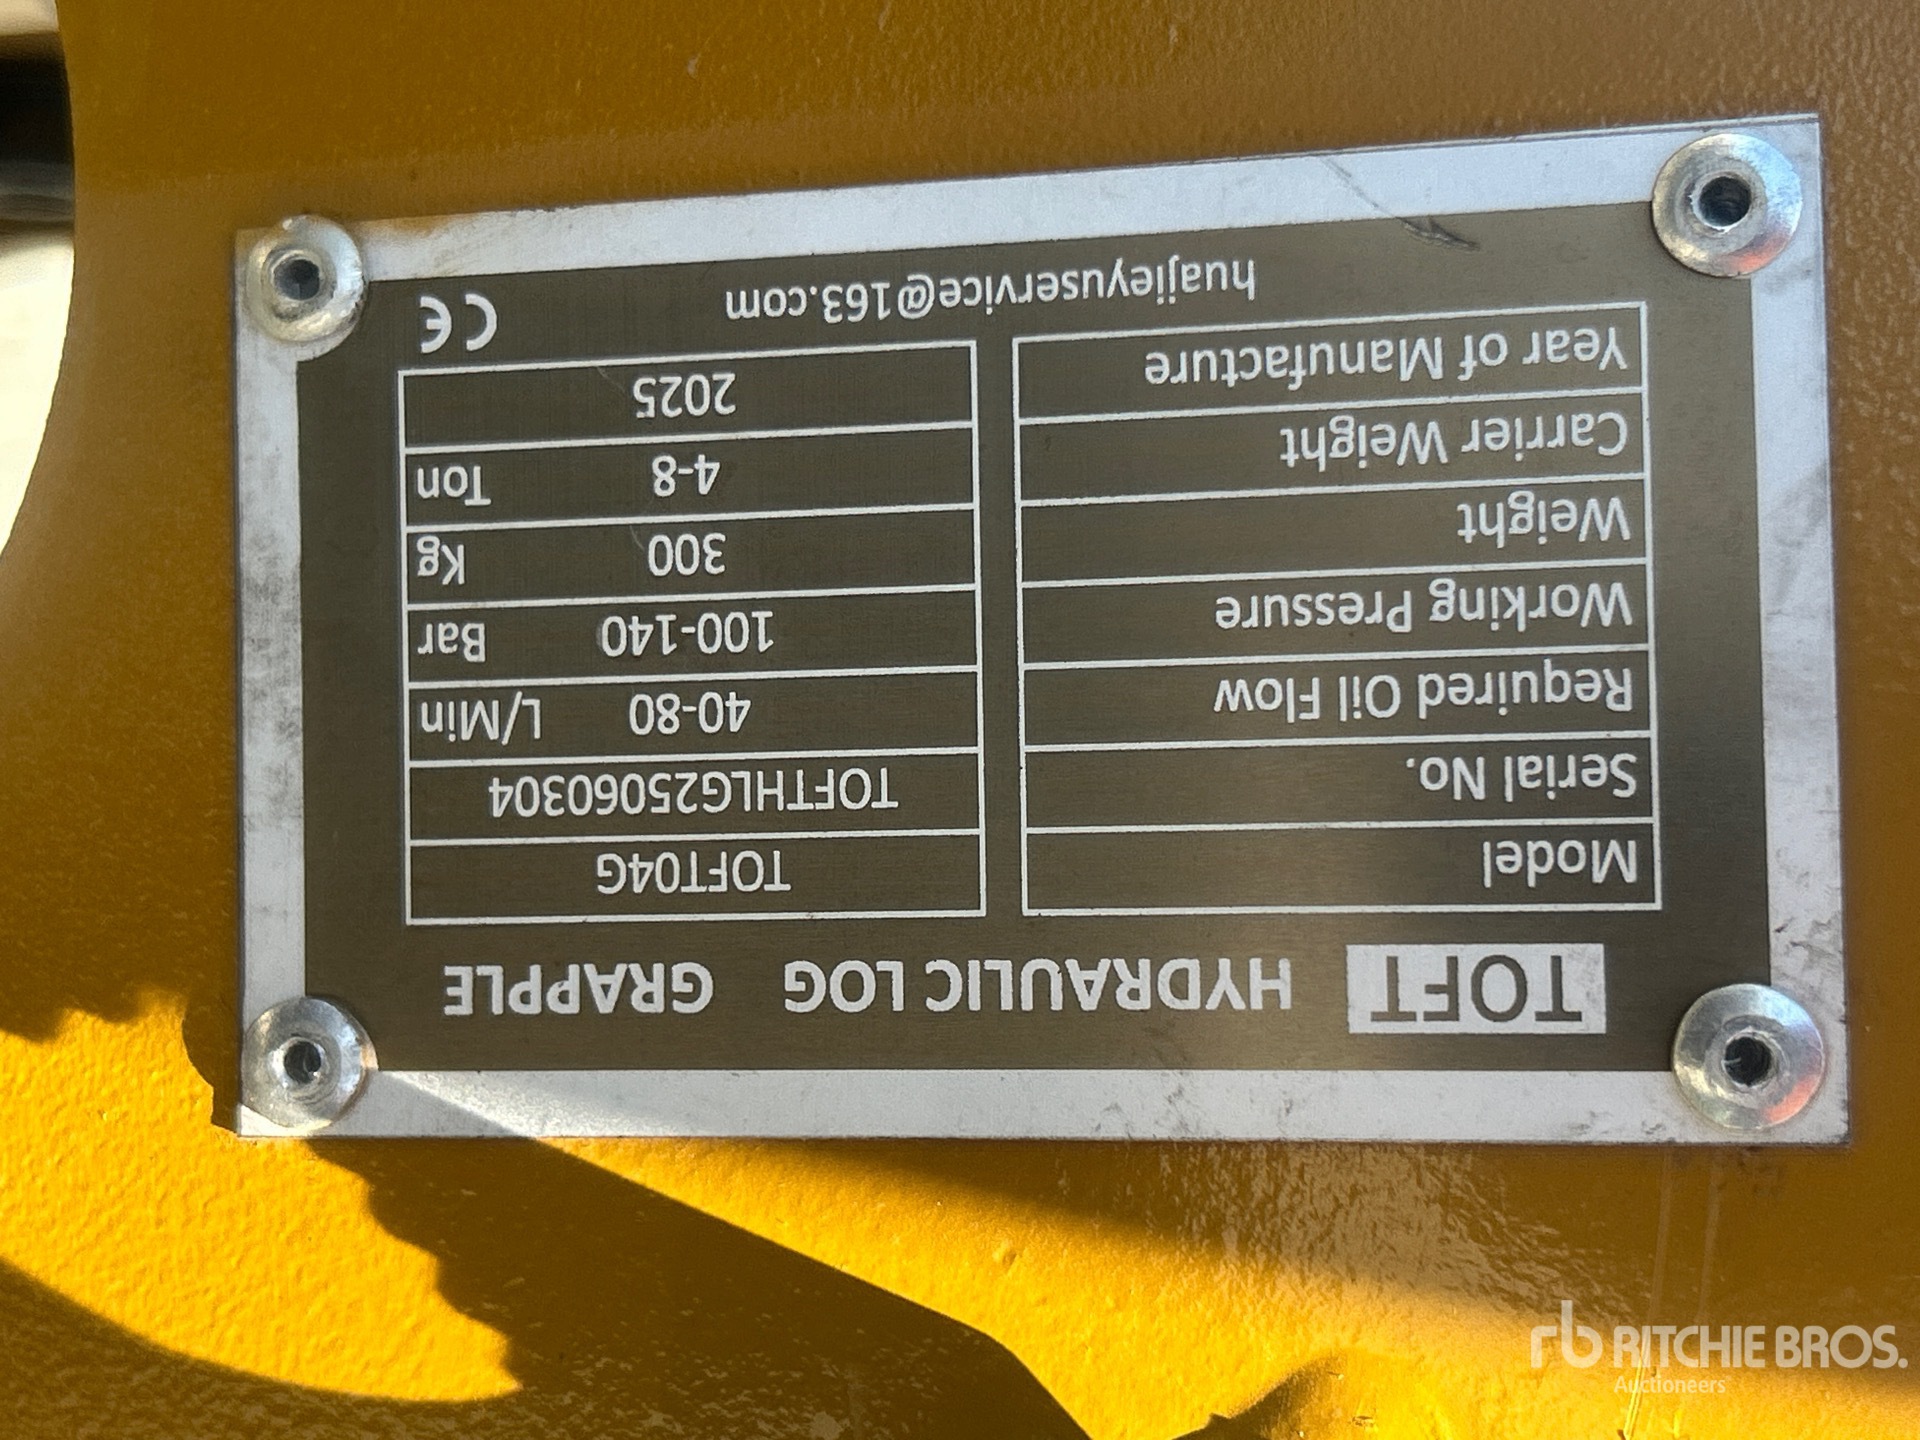 TOFT HYDRAULIC LOG GRAPPLE
Model TOFT04G
Serial No. TOFTHLG25060304
Required Oil Flow 40-80 L/Min
Working Pressure 100-140 Bar
Weight 300 Kg
Carrier Weight 4-8 Ton
Year of Manufacture 2025
huajieyuservice@163.com CE
rb RITCHIE BROS.
Auctioneers